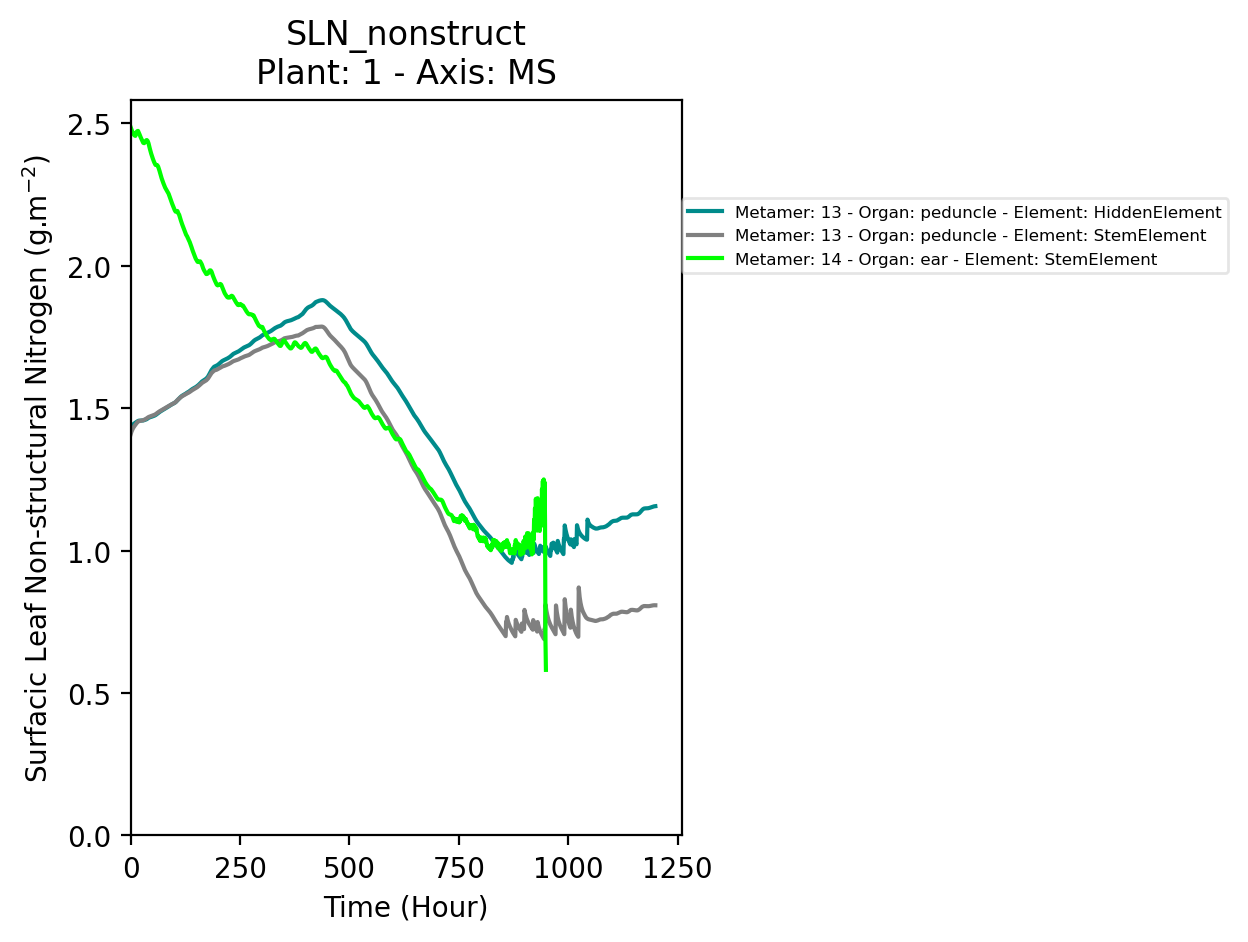 SLN_nonstruct
Plant: 1 - Axis: MS
Surfacic Leaf Non-structural Nitrogen (g.m⁻²)
2.5
2.0
1.5
1.0
0.5
0.0
Metamer: 13 - Organ: peduncle - Element: HiddenElement
Metamer: 13 - Organ: peduncle - Element: StemElement
Metamer: 14 - Organ: ear - Element: StemElement
0 250 500 750 1000 1250
Time (Hour)